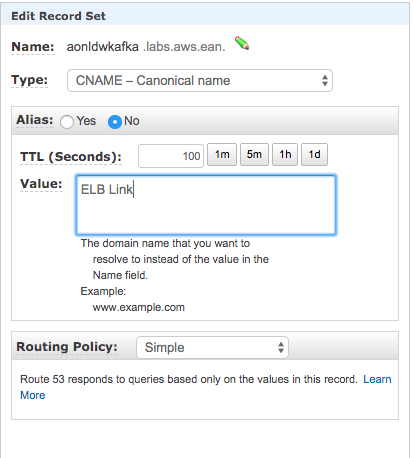 Edit Record Set
Name: aonldwkafka .labs.aws.ean.
Type: CNAME – Canonical name
Alias: Yes No
TTL (Seconds): 100 1m 5m 1h 1d
Value: ELB Link
The domain name that you want to
resolve to instead of the value in the
Name field.
Example:
www.example.com
Routing Policy: Simple
Route 53 responds to queries based only on the values in this record. Learn
More